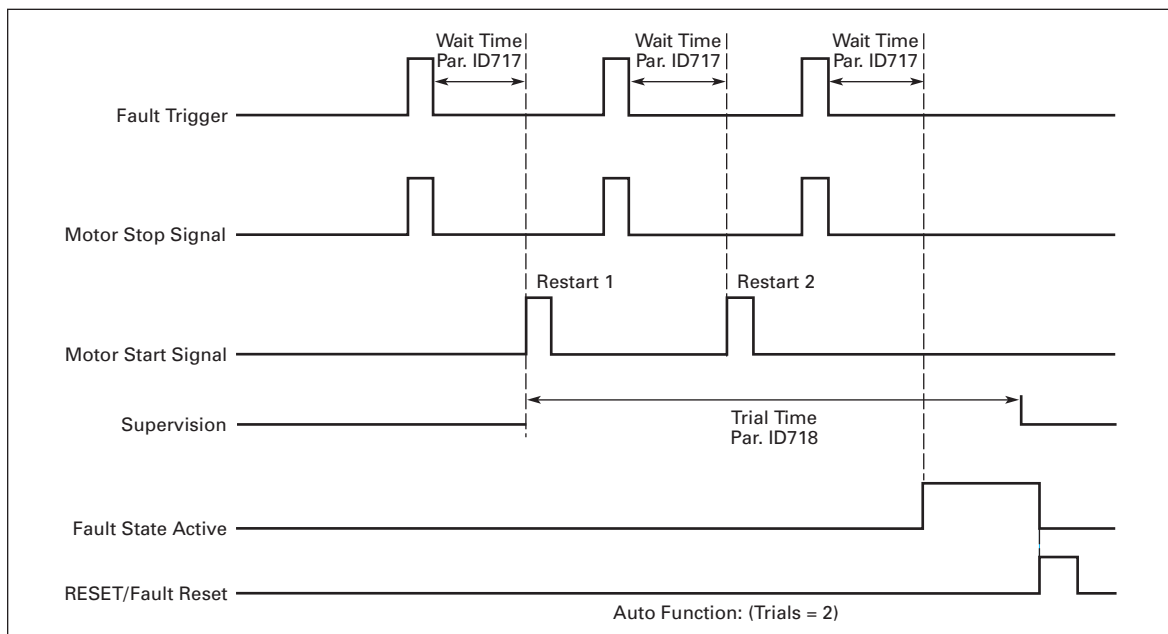 Wait Time
Par. ID717
Wait Time
Par. ID717
Wait Time
Par. ID717
Fault Trigger
Motor Stop Signal
Restart 1
Restart 2
Motor Start Signal
Trial Time
Par. ID718
Supervision
Fault State Active
RESET/Fault Reset
Auto Function: (Trials = 2)